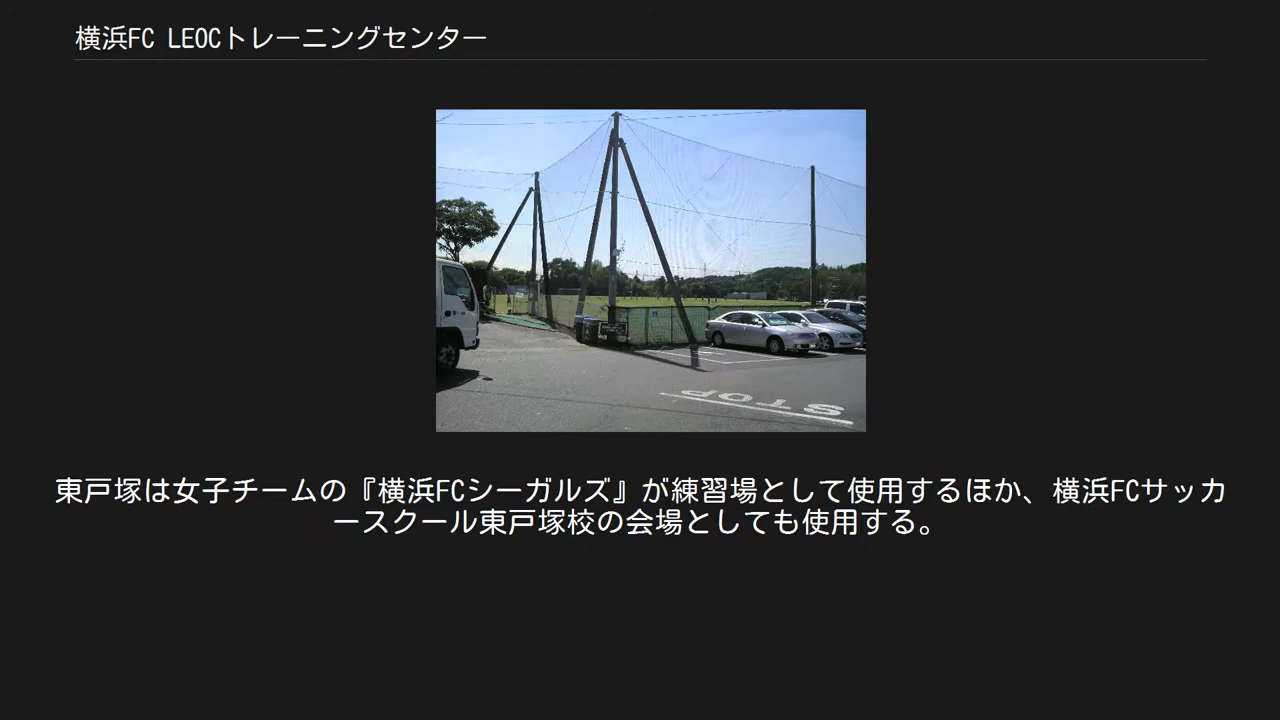 横浜FC LEOCトレーニングセンター
STOP
東戸塚は女子チームの『横浜FCシーガルズ』が練習場として使用するほか、横浜FCサッカ
ースクール東戸塚校の会場としても使用する。